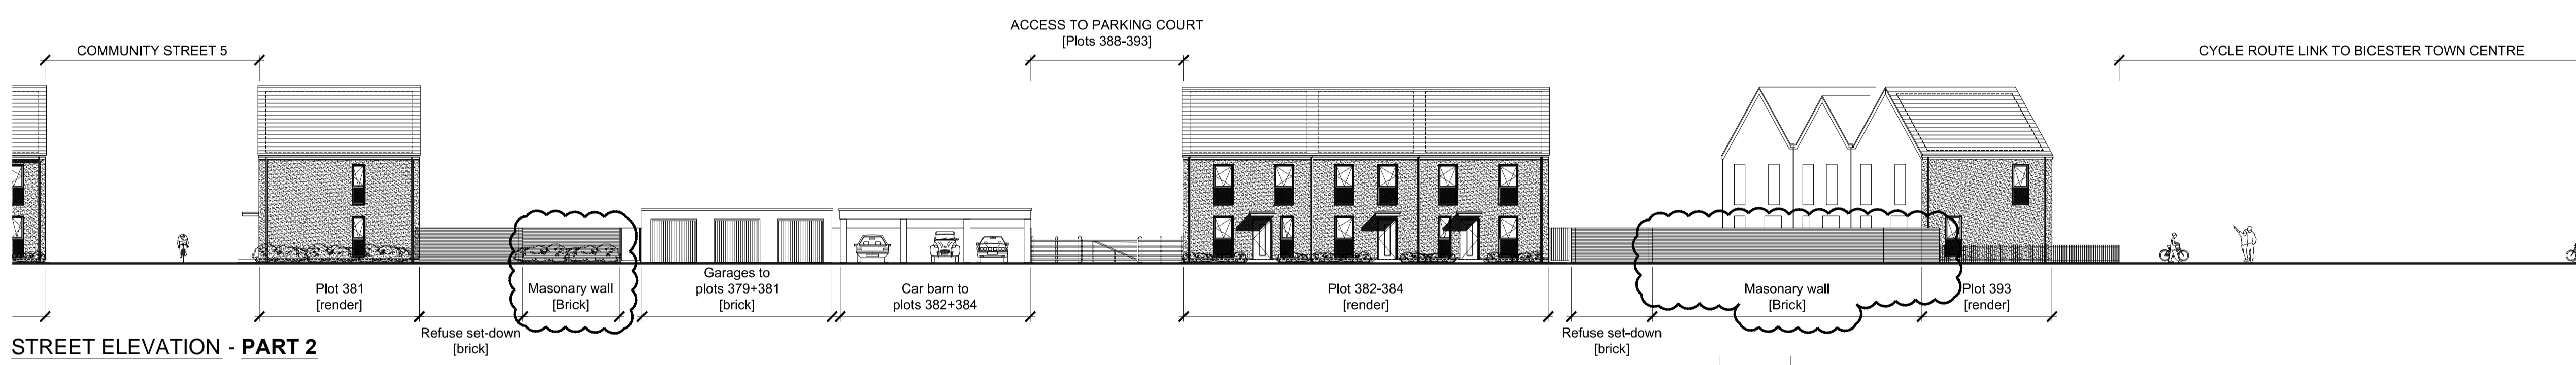 ACCESS TO PARKING COURT
[Plots 388-393]
COMMUNITY STREET 5
CYCLE ROUTE LINK TO BICESTER TOWN CENTRE
Plot 381
[render]
Refuse set-down
[brick]
Masonary wall
[Brick]
Garages to
plots 379+381
[brick]
Car barn to
plots 382+384
Plot 382-384
[render]
Refuse set-down
[brick]
Masonary wall
[Brick]
Plot 393
[render]
STREET ELEVATION - PART 2